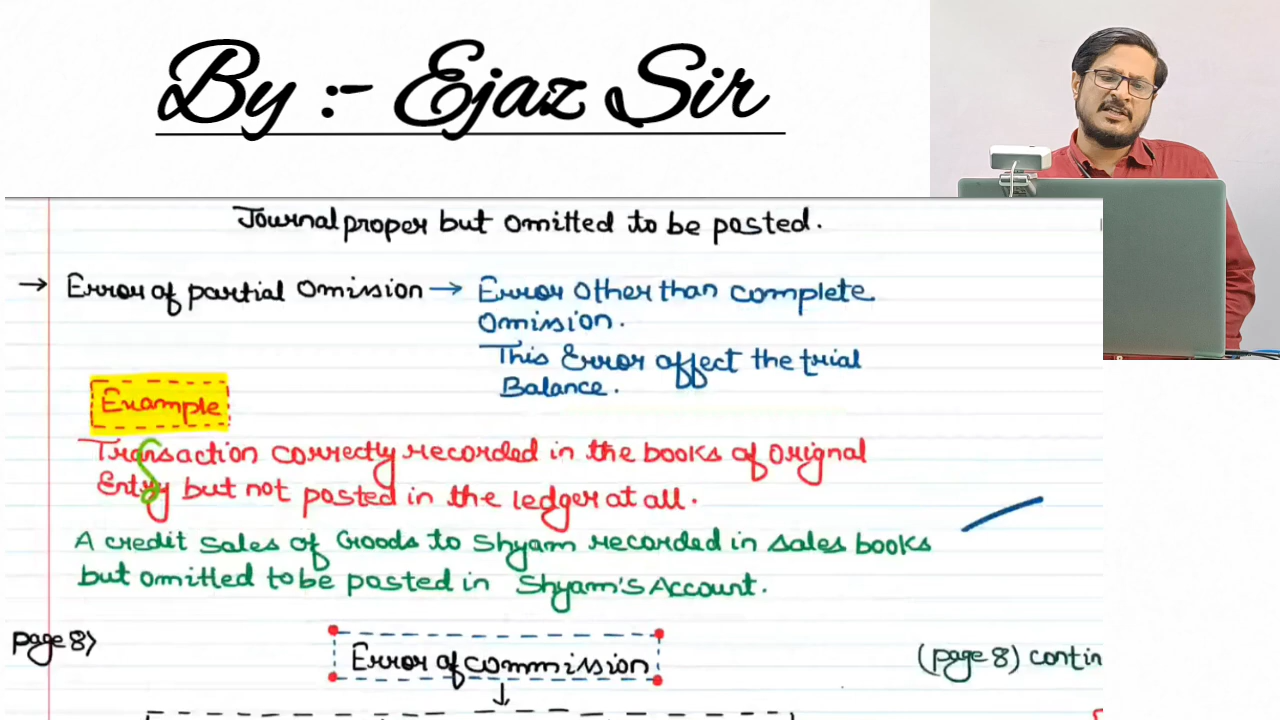 By :- Ejaz Sir
Journal proper but omitted to be posted.
→ Error of partial Omission → Error Other than complete
Omission.
This Error affect the trial
Balance.
Example
Transaction correctly recorded in the books of Orignal
Entry but not posted in the ledger at all.
A credit sales of Goods to Shyam recorded in sales books
but omitted to be posted in Shyam's Account.
page 8>
Error of commission
(page 8) contin